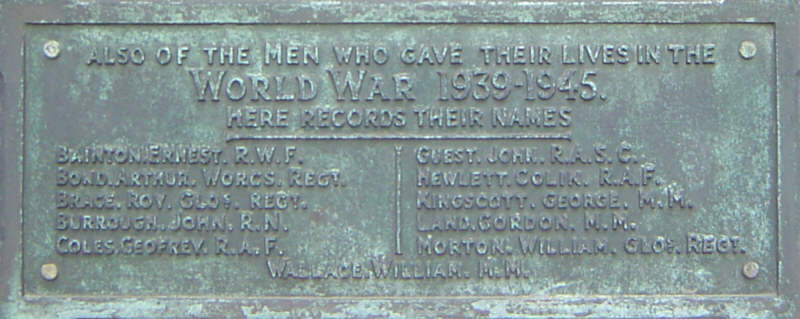 ALSO OF THE MEN WHO GAVE THEIR LIVES IN THE
WORLD WAR 1939-1945.
HERE RECORDS THEIR NAMES
BAINTON. ERNEST. R.W.F.
BOND. ARTHUR. WORCS. REGT.
BRACE. ROY. GLOS. REGT.
BURROUGH. JOHN. R.N.
COLES. GEOFREY. R.A.F.
GUEST. JOHN. R.A.S.C.
HEWLETT. COLIN. R.A.F.
KINGSCOTT. GEORGE. M.M.
LAND. GORDON. M.M.
MORTON. WILLIAM. GLOS. REGT.
WALLACE. WILLIAM. M.M.